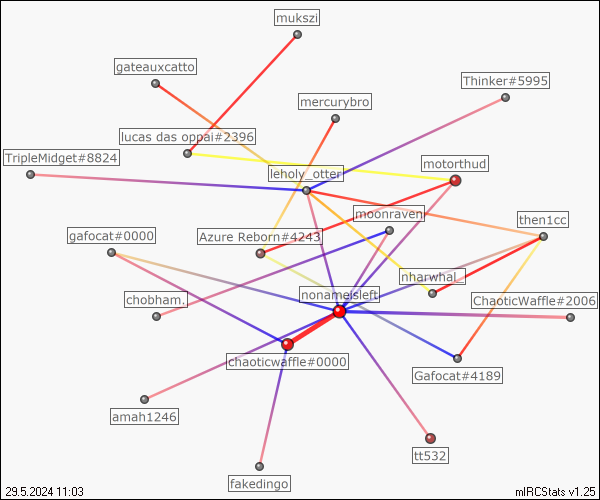 mukszi
gateauxcatto
Thinker#5995
mercurybro
lucas das oppai#2396
TripleMidget#8824
motorthud
leholy_otter
moonraven
then1cc
gafocat#0000
Azure Reborn#4243
nharwhal_
chobham.
nonameisleft
ChaoticWaffle#2006
chaoticwaffle#0000
Gafocat#4189
amah1246
tt532
fakedingo
29.5.2024 11:03
mIRCStats v1.25